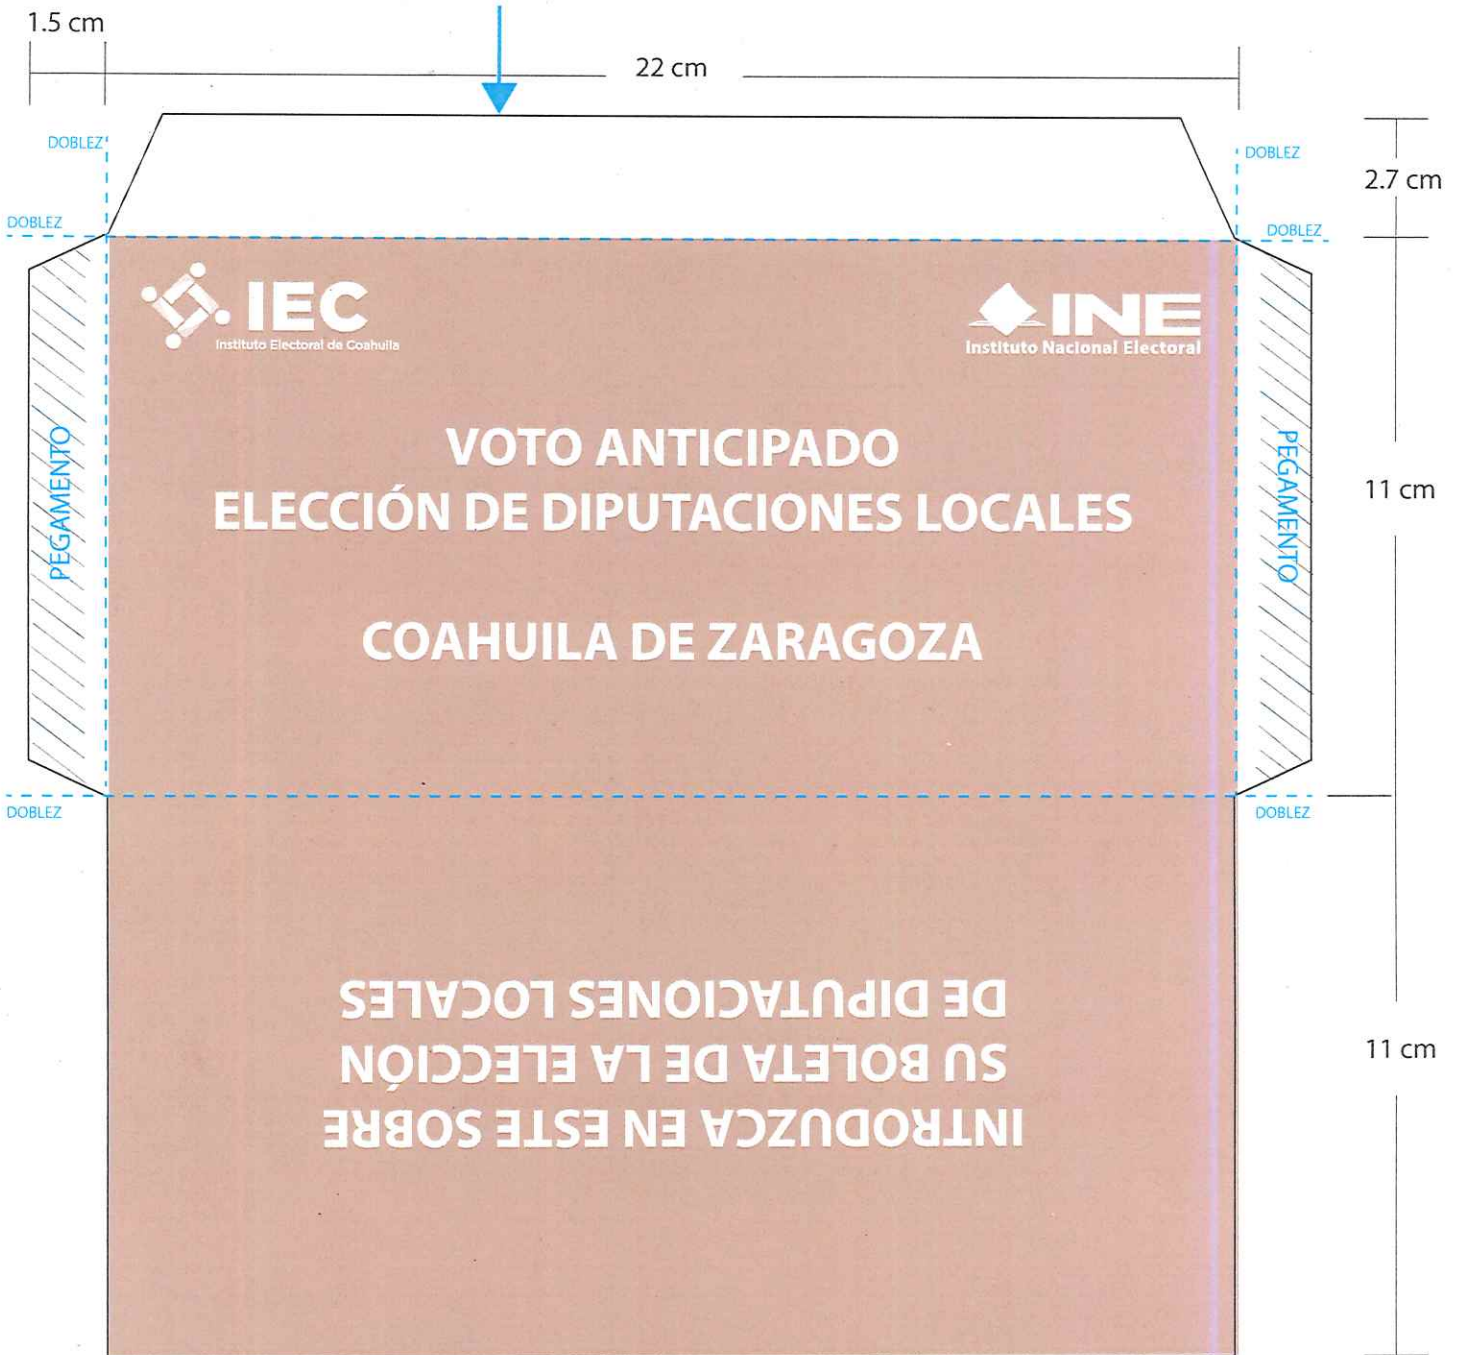 1.5 cm
22 cm
DOBLEZ
DOBLEZ
2.7 cm
DOBLEZ
DOBLEZ
IEC
Instituto Electoral de Coahuila
INE
Instituto Nacional Electoral
VOTO ANTICIPADO
ELECCIÓN DE DIPUTACIONES LOCALES
COAHUILA DE ZARAGOZA
PEGAMENTO
PEGAMENTO
11 cm
DOBLEZ
DOBLEZ
INTRODUZCA EN ESTE SOBRE
SU BOLETA DE LA ELECCIÓN
DE DIPUTACIONES LOCALES
11 cm